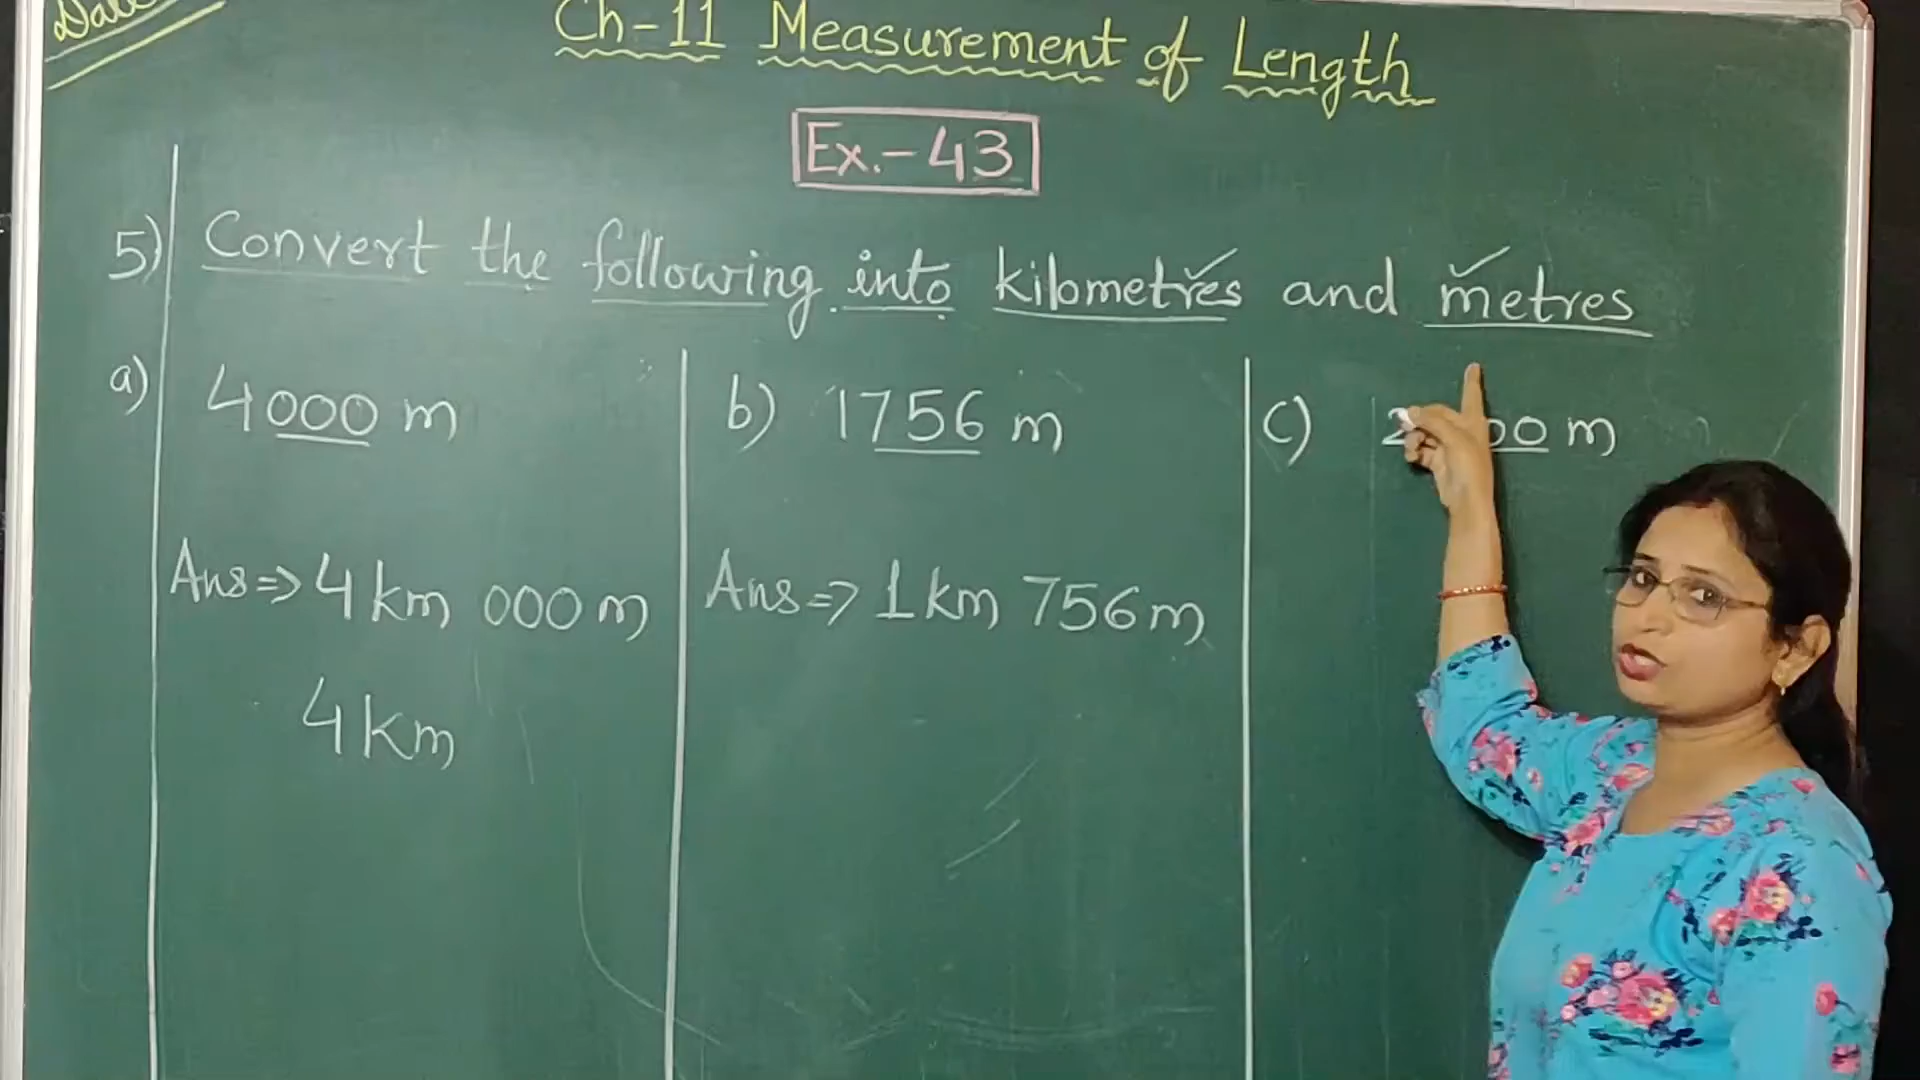 Date
Ch-11 Measurement of Length
Ex.-43
5) Convert the following into kilometres and metres
a) 4000 m
b) 1756 m
c) m
Ans => 4 km 000 m
Ans => 1 km 756 m
4 km